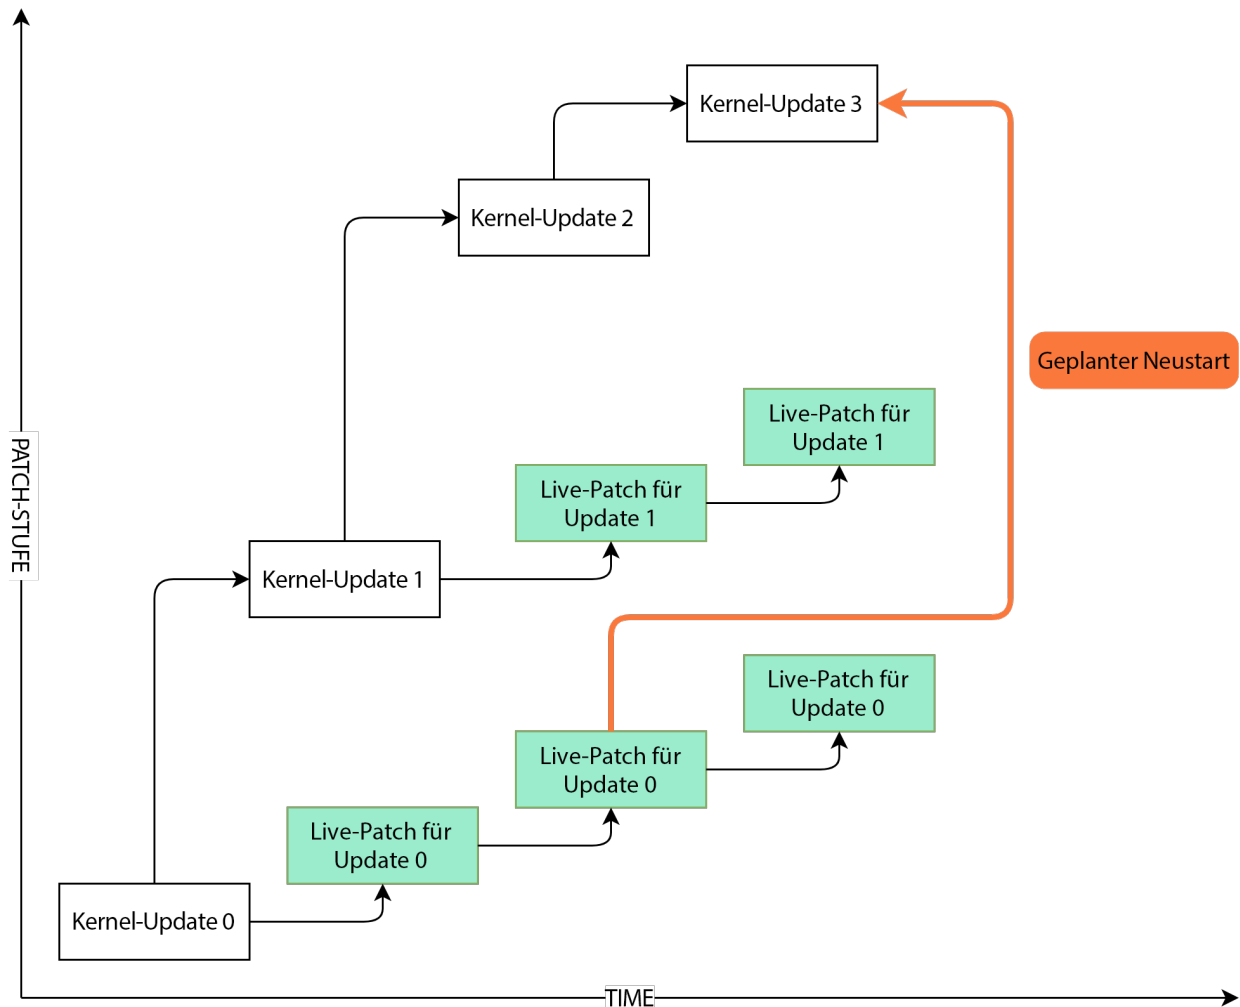 Kernel-Update 3
Kernel-Update 2
Geplanter Neustart
Live-Patch für
Update 1
Live-Patch für
Update 1
PATCH-STUFE
Kernel-Update 1
Live-Patch für
Update 0
Live-Patch für
Update 0
Live-Patch für
Update 0
Kernel-Update 0
TIME